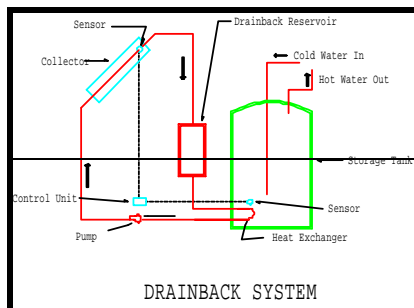 Sensor
Drainback Reservoir
Collector
Cold Water In
Hot Water Out
Storage Tank
Control Unit
Sensor
Pump
Heat Exchanger
DRAINBACK SYSTEM